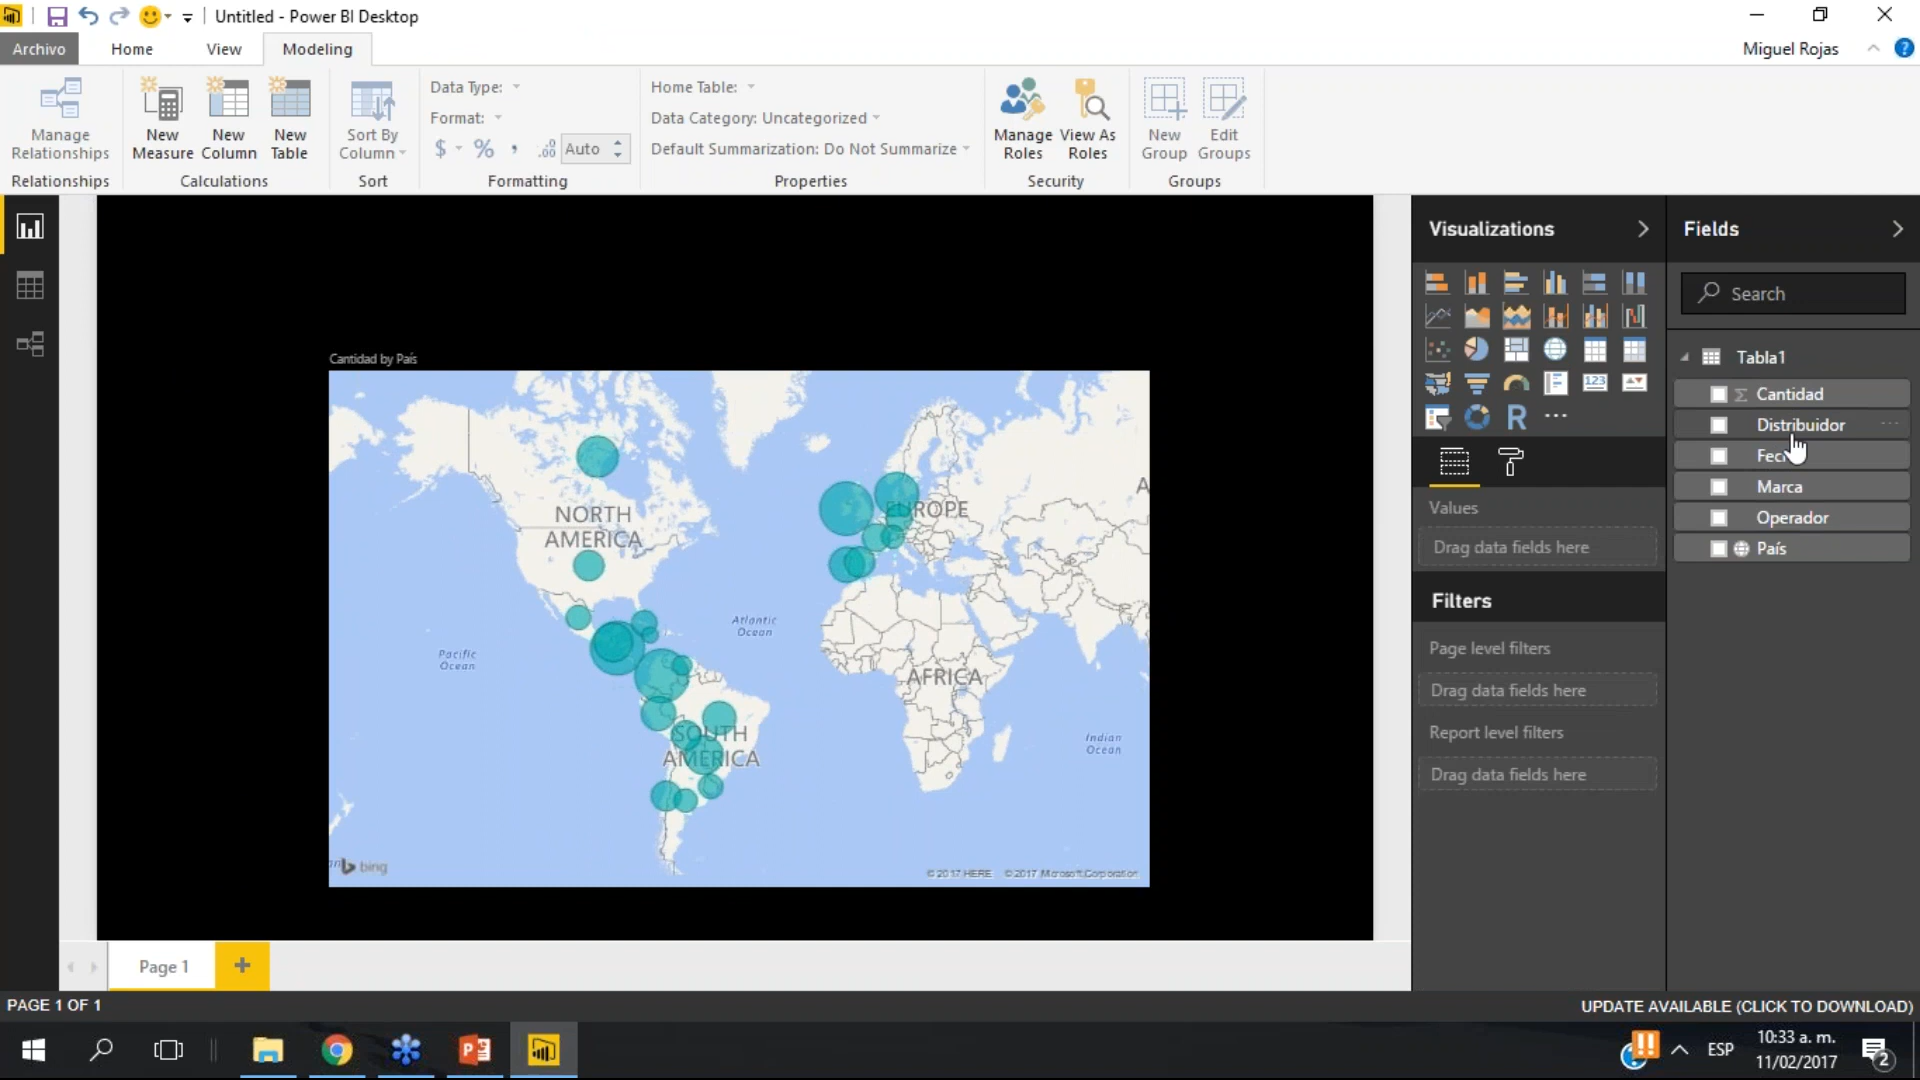 Untitled - Power BI Desktop
Archivo Home View Modeling Miguel Rojas
Manage Relationships
New Measure
New Column
New Table
Sort By Column
Data Type:
Format:
$ % , .00 Auto
Home Table:
Data Category: Uncategorized
Default Summarization: Do Not Summarize
Manage Roles
View As Roles
New Group
Edit Groups
Relationships Calculations Sort Formatting Properties Security Groups
Cantidad by País
NORTH AMERICA
EUROPE
A
Atlantic Ocean
Pacific Ocean
AFRICA
SOUTH AMERICA
Indian Ocean
bing
© 2017 HERE © 2017 Microsoft Corporation
Visualizations
123
R
Values
Drag data fields here
Filters
Page level filters
Drag data fields here
Report level filters
Drag data fields here
Fields
Search
Tabla1
Σ Cantidad
Distribuidor
Marca
Operador
País
Page 1 +
PAGE 1 OF 1
UPDATE AVAILABLE (CLICK TO DOWNLOAD)
ESP
10:33 a. m.
11/02/2017
2